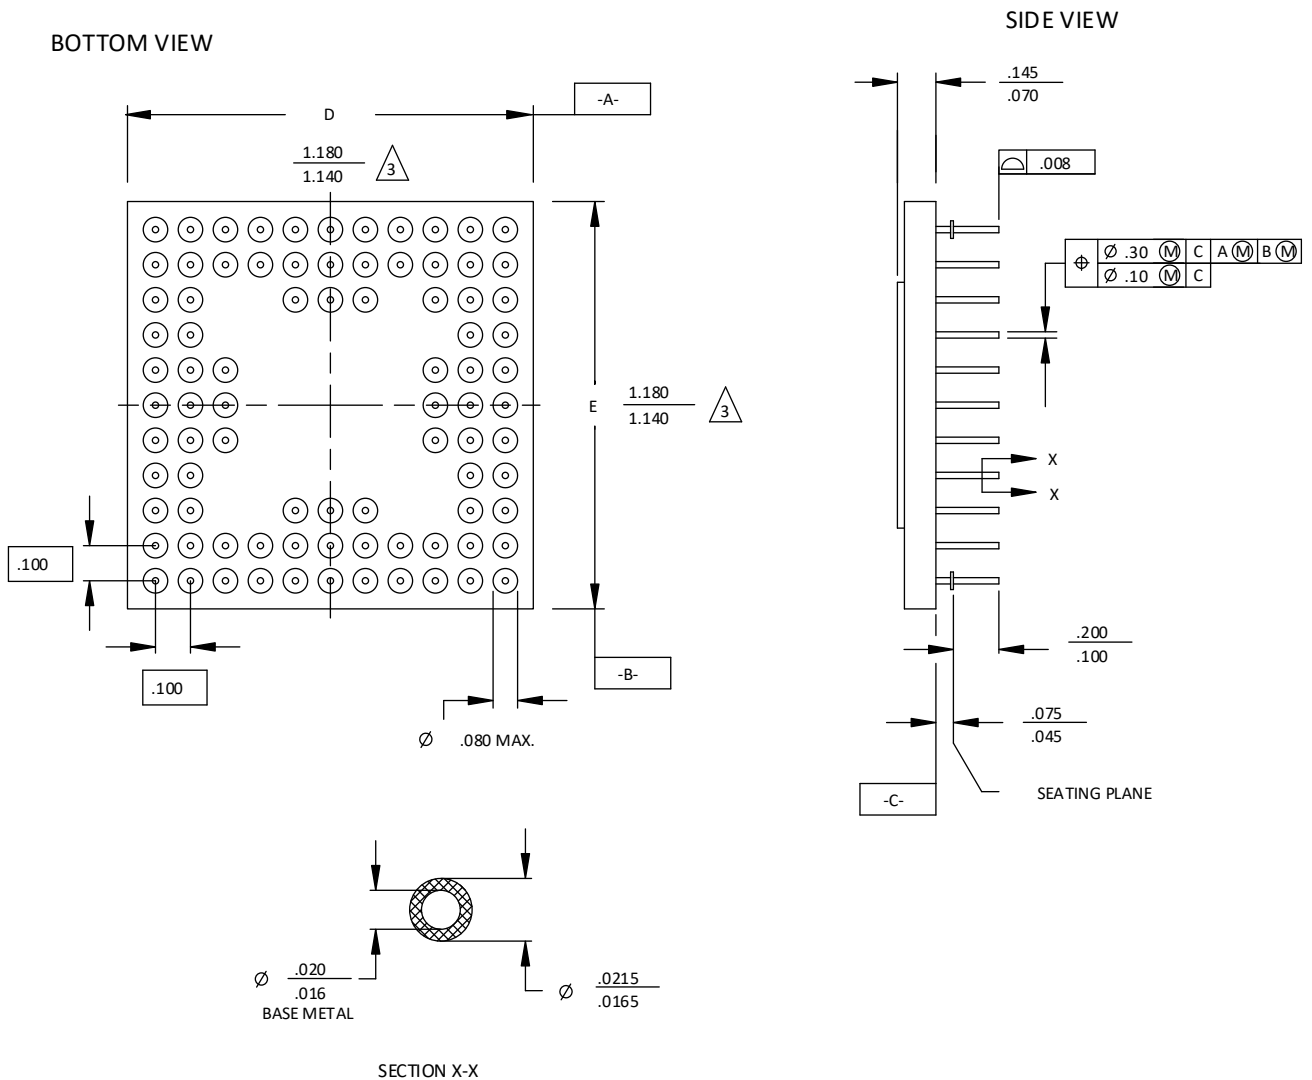 SIDE VIEW
BOTTOM VIEW
.145
.070
-A-
D
1.180
1.140
3
.008
Ø .30 Ⓜ C A Ⓜ B Ⓜ
Ø .10 Ⓜ C
E
1.180
1.140
3
X
X
.100
.100
-B-
.200
.100
.075
.045
Ø .080 MAX.
-C-
SEATING PLANE
Ø .020
.016
BASE METAL
Ø .0215
.0165
SECTION X-X